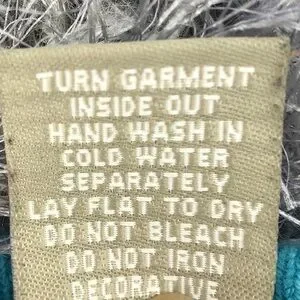 TURN GARMENT
INSIDE OUT
HAND WASH IN
COLD WATER
SEPARATELY
LAY FLAT TO DRY
DO NOT BLEACH
DO NOT IRON
DECORATIVE